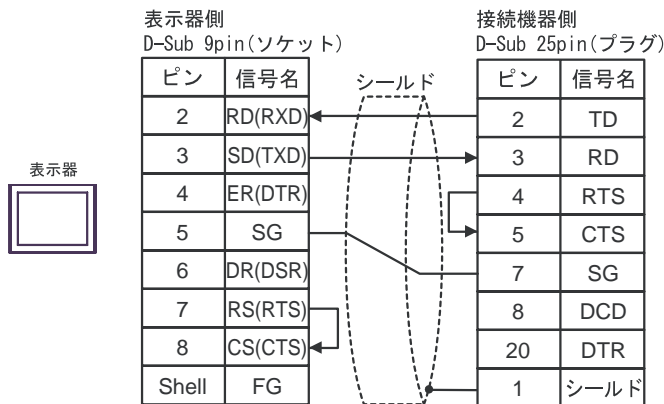 表示器側
D-Sub 9pin(ソケット)
ピン 信号名
2 RD(RXD)
3 SD(TXD)
4 ER(DTR)
5 SG
6 DR(DSR)
7 RS(RTS)
8 CS(CTS)
Shell FG
シールド
表示器
接続機器側
D-Sub 25pin(プラグ)
ピン 信号名
2 TD
3 RD
4 RTS
5 CTS
7 SG
8 DCD
20 DTR
1 シールド